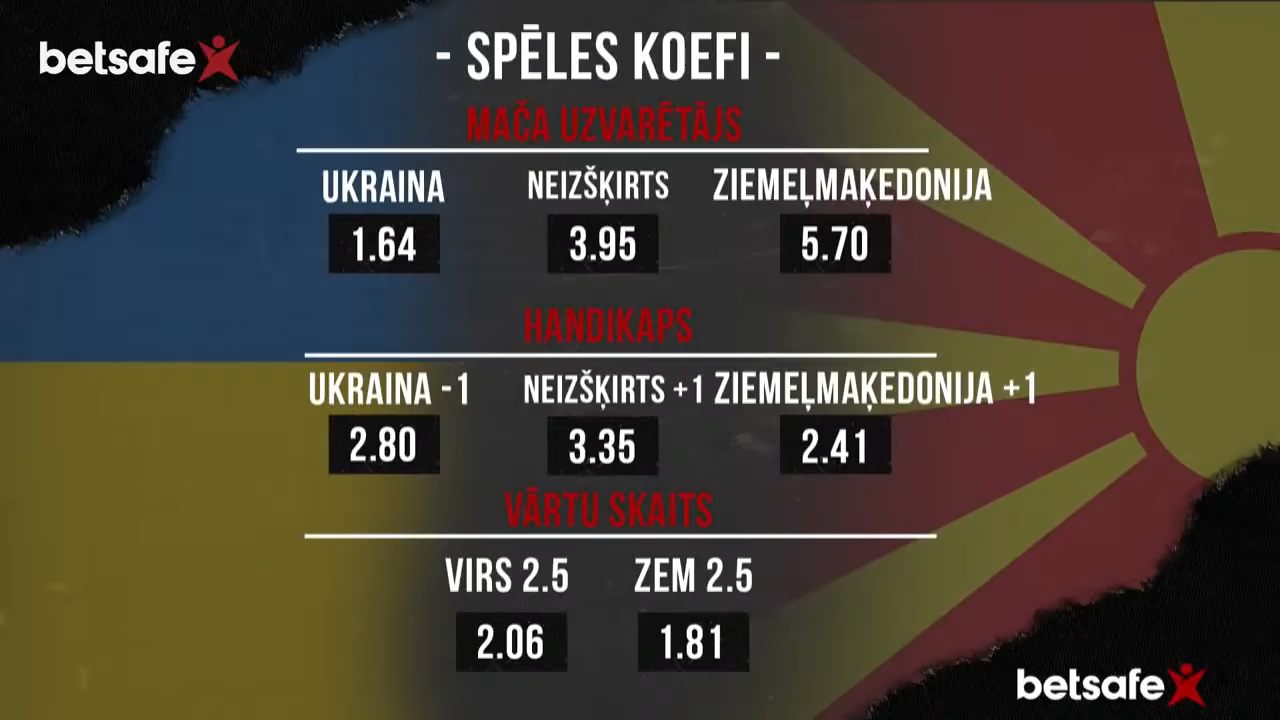 betsafe
- SPĒLES KOEFI -
MAČA UZVARĒTĀJS
UKRAINA NEIZŠĶIRTS ZIEMEĻMAĶEDONIJA
1.64 3.95 5.70
HANDIKAPS
UKRAINA -1 NEIZŠĶIRTS +1 ZIEMEĻMAĶEDONIJA +1
2.80 3.35 2.41
VĀRTU SKAITS
VIRS 2.5 ZEM 2.5
2.06 1.81
betsafe